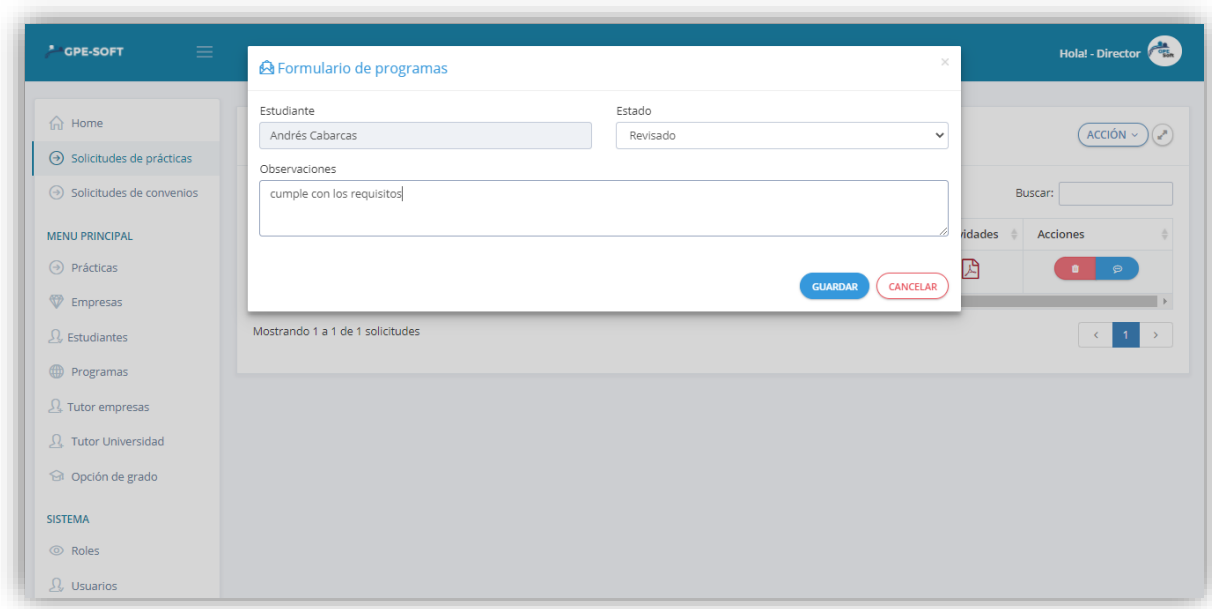 GPE-SOFT
Hola! - Director
Formulario de programas
×
Estudiante
Estado
Andrés Cabarcas
Revisado
Observaciones
cumple con los requisitos
GUARDAR
CANCELAR
Home
Solicitudes de prácticas
Solicitudes de convenios
MENU PRINCIPAL
Prácticas
Empresas
Estudiantes
Programas
Tutor empresas
Tutor Universidad
Opción de grado
SISTEMA
Roles
Usuarios
ACCIÓN
Buscar:
vidades
Acciones
Mostrando 1 a 1 de 1 solicitudes
‹ 1 ›